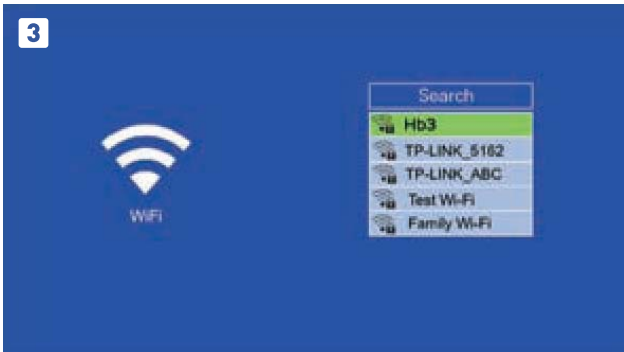 3
WiFi
Search
Hb3
TP-LINK_5162
TP-LINK_ABC
Test Wi-Fi
Family Wi-Fi